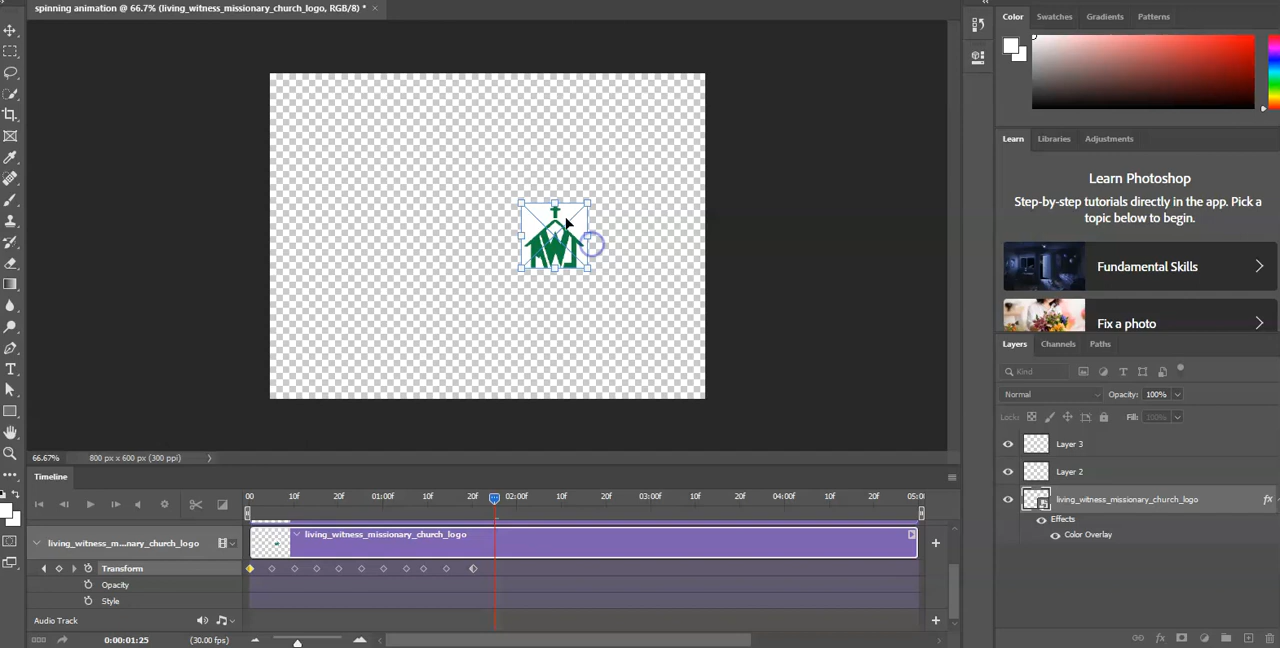 spinning animation @ 66.7% (living_witness_missionary_church_logo, RGB/8) *
Color
Swatches
Gradients
Patterns
Learn
Libraries
Adjustments
Learn Photoshop
Step-by-step tutorials directly in the app. Pick a
topic below to begin.
Fundamental Skills
Fix a photo
Layers
Channels
Paths
Kind
Normal
Opacity: 100%
Lock:
Fill: 100%
Layer 3
Layer 2
living_witness_missionary_church_logo
fx
Effects
Color Overlay
66.67%
800 px x 600 px (300 ppi)
Timeline
00 10f 20f 01:00f 10f 20f 02:00f 10f 20f 03:00f 10f 20f 04:00f 10f 20f 05:0
living_witness_m...nary_church_logo
living_witness_missionary_church_logo
Transform
Opacity
Style
Audio Track
0:00:01:25
(30.00 fps)
fx